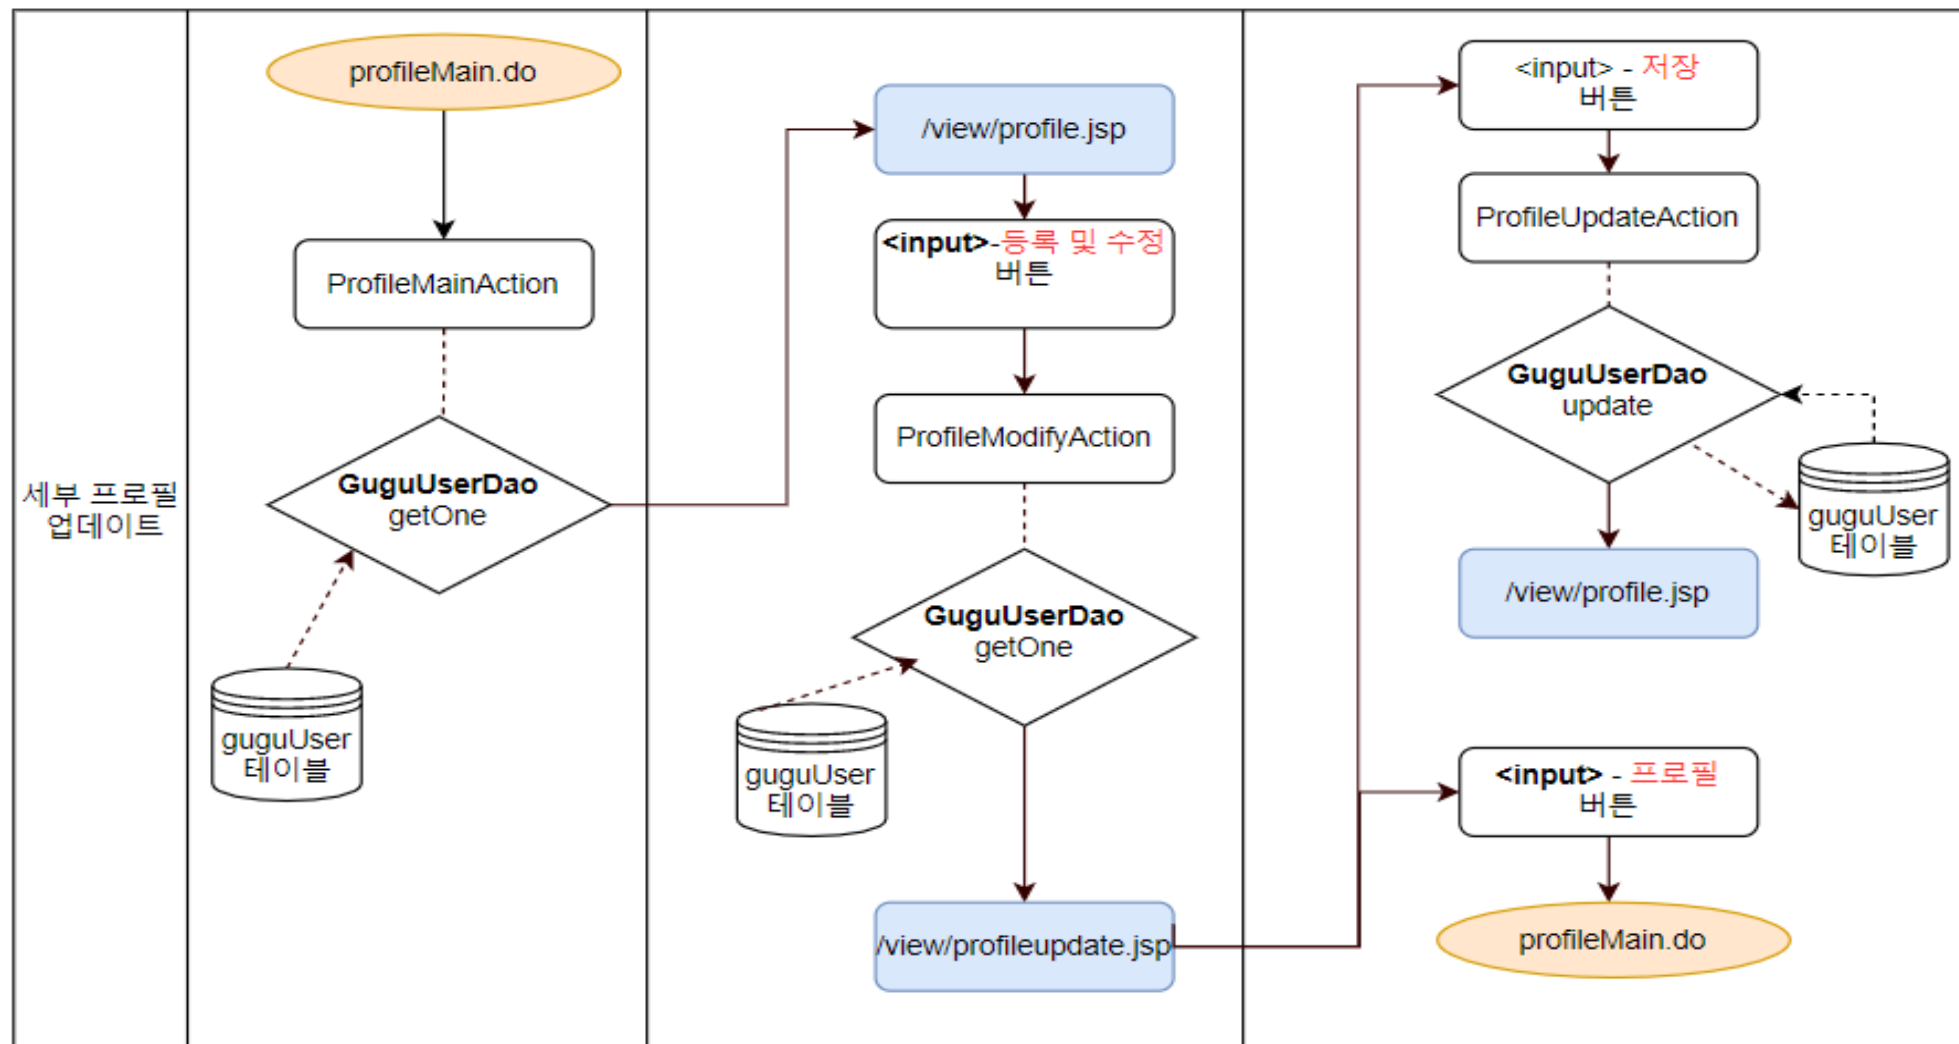 세부 프로필
업데이트
profileMain.do
ProfileMainAction
GuguUserDao
getOne
guguUser
테이블
/view/profile.jsp
<input>-등록 및 수정
버튼
ProfileModifyAction
GuguUserDao
getOne
guguUser
테이블
/view/profileupdate.jsp
<input> - 저장
버튼
ProfileUpdateAction
GuguUserDao
update
guguUser
테이블
/view/profile.jsp
<input> - 프로필
버튼
profileMain.do